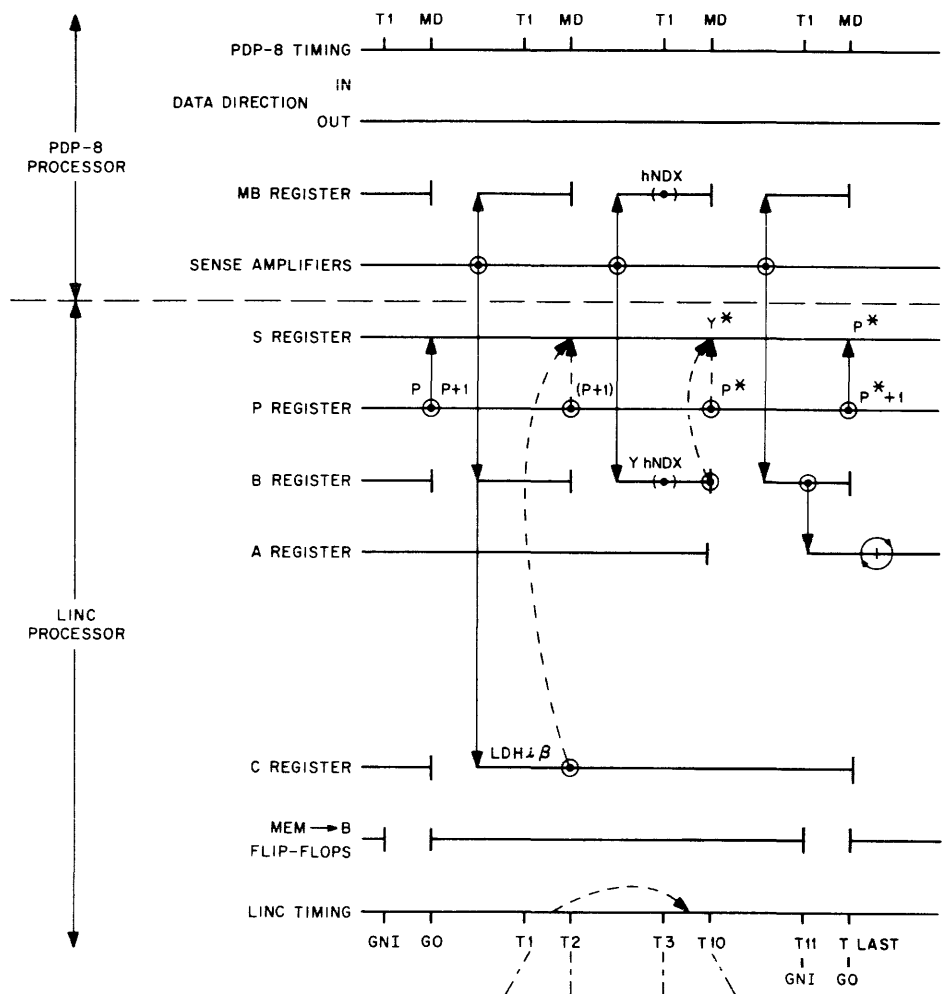 T1 MD T1 MD T1 MD T1 MD
PDP-8 TIMING
IN
DATA DIRECTION
OUT
PDP-8
PROCESSOR
hNDX
MB REGISTER ( )
SENSE AMPLIFIERS
Y* P*
S REGISTER
P P+1 (P+1) P* P*+1
P REGISTER
Y hNDX
B REGISTER ( )
A REGISTER
LINC
PROCESSOR
LDH i β
C REGISTER
MEM → B
FLIP-FLOPS
LINC TIMING
GNI GO T1 T2 T3 T10 T11 T LAST
GNI GO